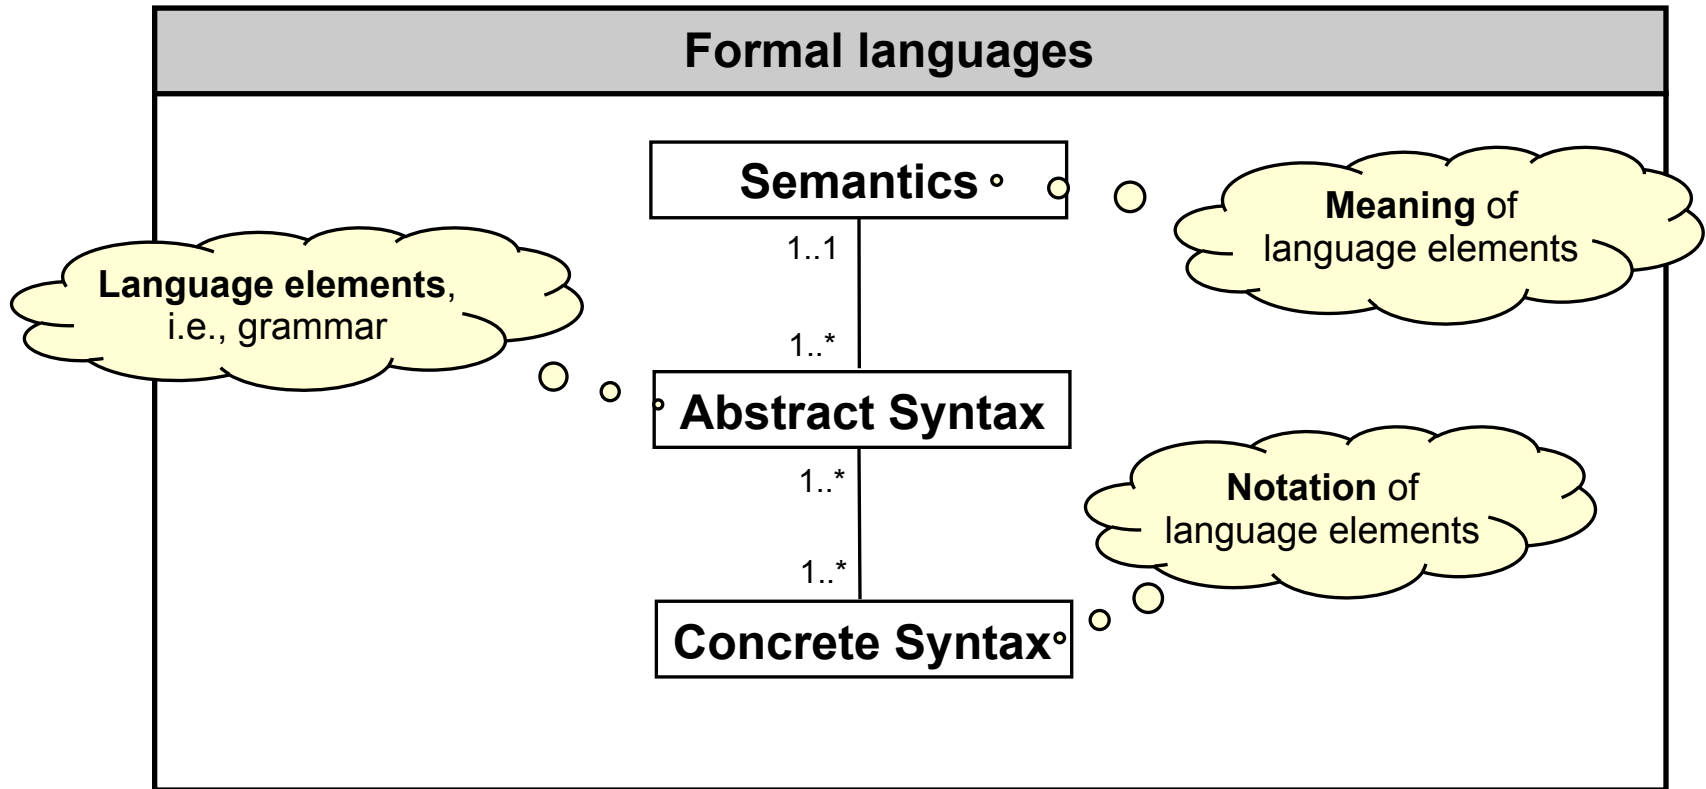 Formal languages
Semantics
Meaning of
language elements
1..1
Language elements,
i.e., grammar
1..*
Abstract Syntax
1..*
Notation of
language elements
1..*
Concrete Syntax